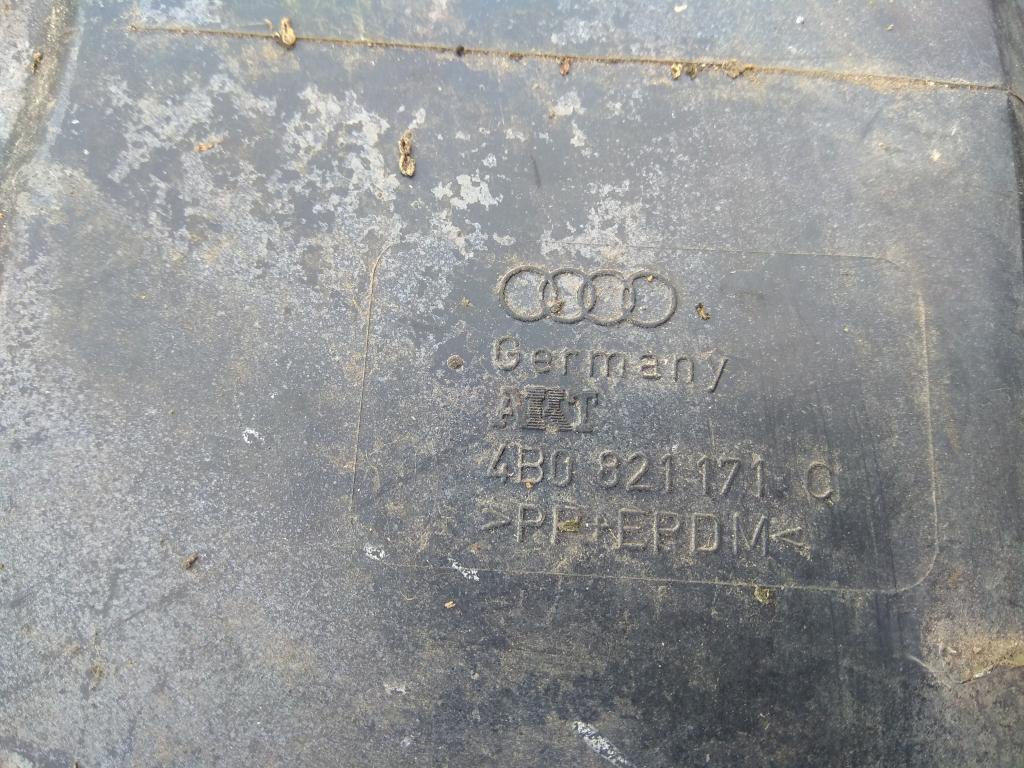 Germany
4B0 821 171 C
>PP+EPDM<